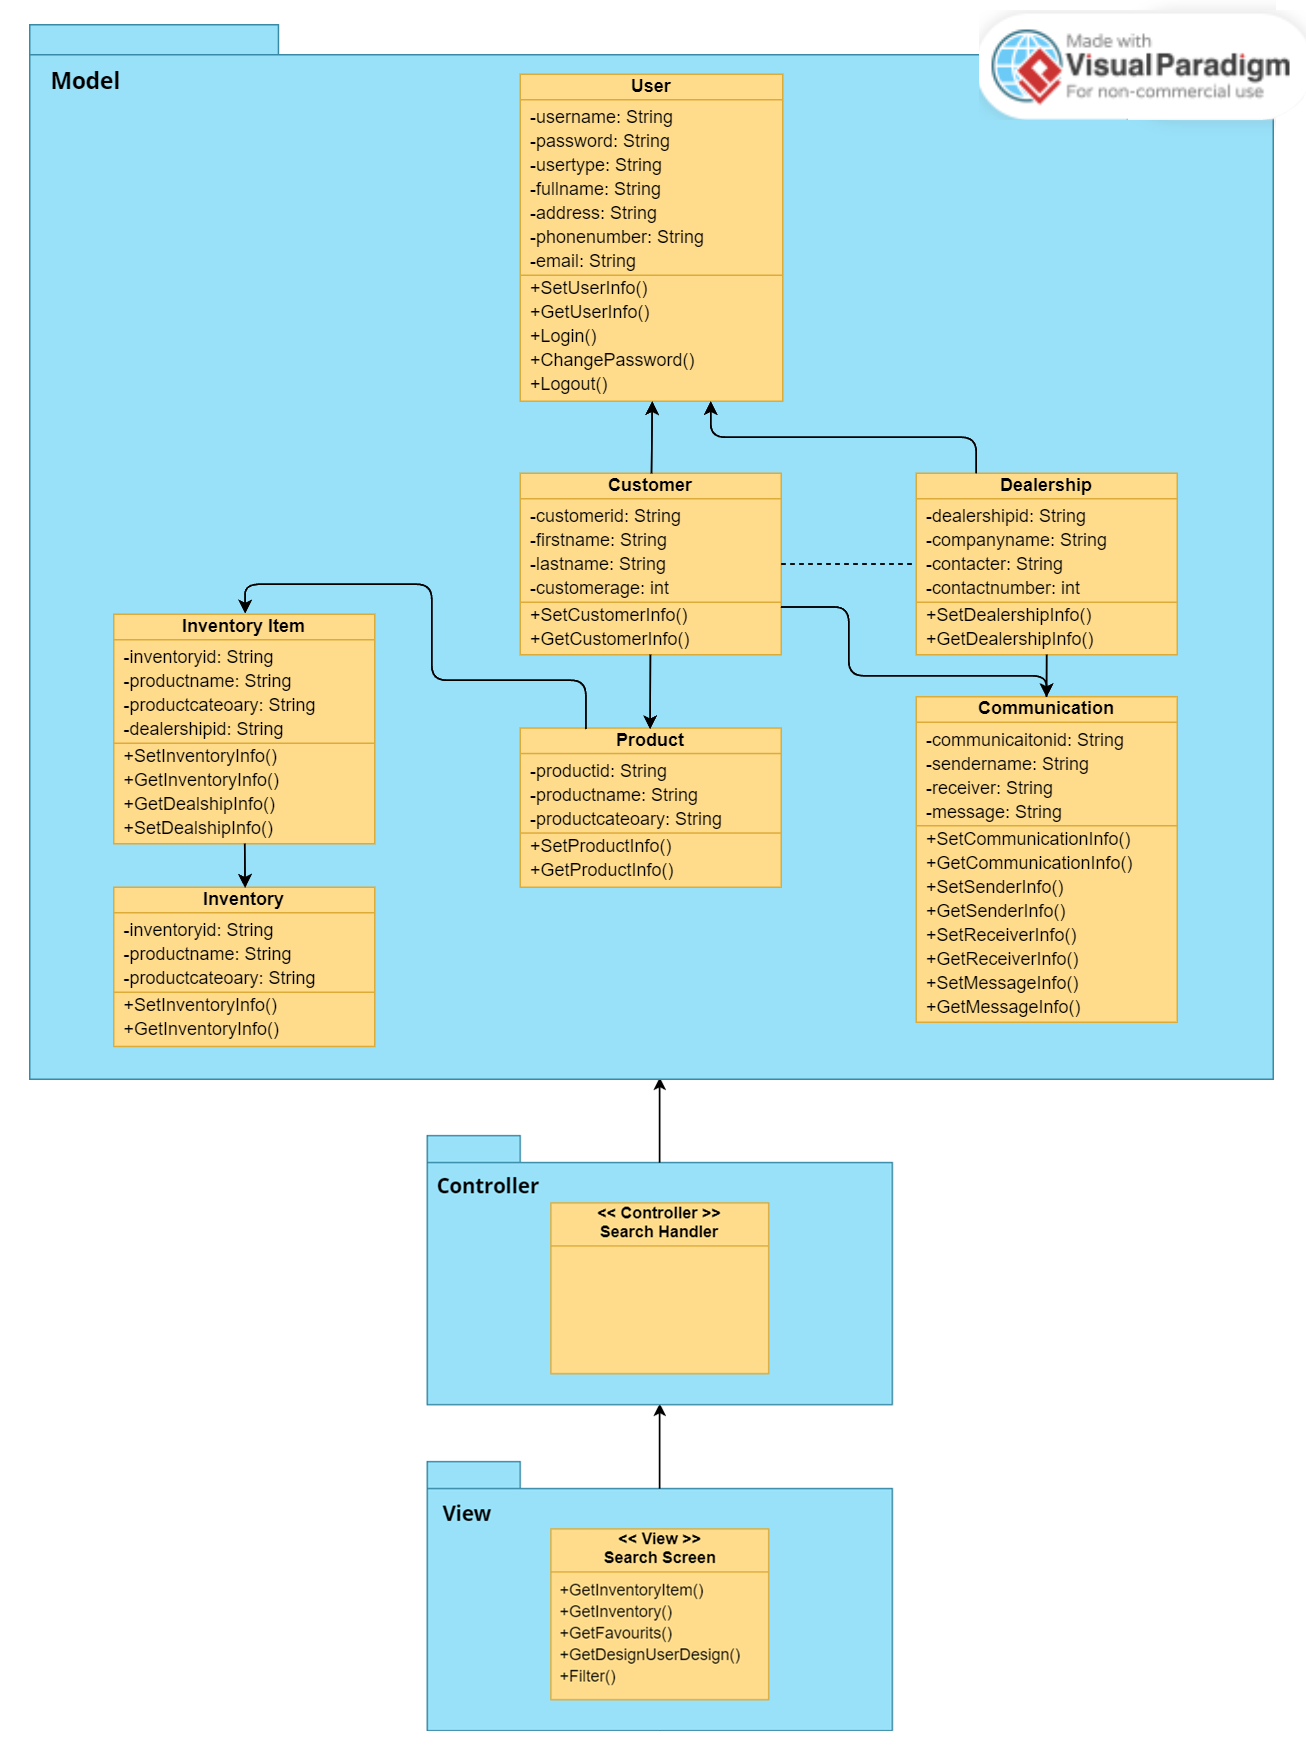 Made with
Visual Paradigm
For non-commercial use
Model
User
-username: String
-password: String
-usertype: String
-fullname: String
-address: String
-phonenumber: String
-email: String
+SetUserInfo()
+GetUserInfo()
+Login()
+ChangePassword()
+Logout()
Customer
-customerid: String
-firstname: String
-lastname: String
-customerage: int
+SetCustomerInfo()
+GetCustomerInfo()
Dealership
-dealershipid: String
-companyname: String
-contacter: String
-contactnumber: int
+SetDealershipInfo()
+GetDealershipInfo()
Inventory Item
-inventoryid: String
-productname: String
-productcateoary: String
-dealershipid: String
+SetInventoryInfo()
+GetInventoryInfo()
+GetDealshipInfo()
+SetDealshipInfo()
Product
-productid: String
-productname: String
-productcateoary: String
+SetProductInfo()
+GetProductInfo()
Communication
-communicaitonid: String
-sendername: String
-receiver: String
-message: String
+SetCommunicationInfo()
+GetCommunicationInfo()
+SetSenderInfo()
+GetSenderInfo()
+SetReceiverInfo()
+GetReceiverInfo()
+SetMessageInfo()
+GetMessageInfo()
Inventory
-inventoryid: String
-productname: String
-productcateoary: String
+SetInventoryInfo()
+GetInventoryInfo()
Controller
<< Controller >>
Search Handler
View
<< View >>
Search Screen
+GetInventoryItem()
+GetInventory()
+GetFavourits()
+GetDesignUserDesign()
+Filter()